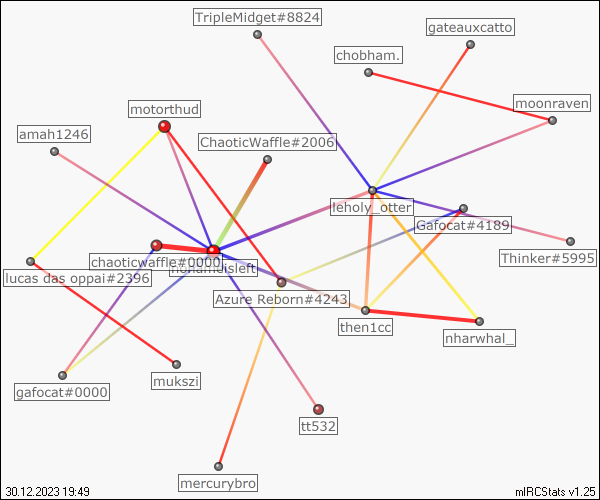 TripleMidget#8824
gateauxcatto
chobham.
moonraven
motorthud
amah1246
ChaoticWaffle#2006
leholy_otter
Gafocat#4189
Thinker#5995
chaoticwaffle#0000
lucas das oppai#2396
Azure Reborn#4243
then1cc
nharwhal_
mukszi
gafocat#0000
tt532
mercurybro
30.12.2023 19:49
mIRCStats v1.25